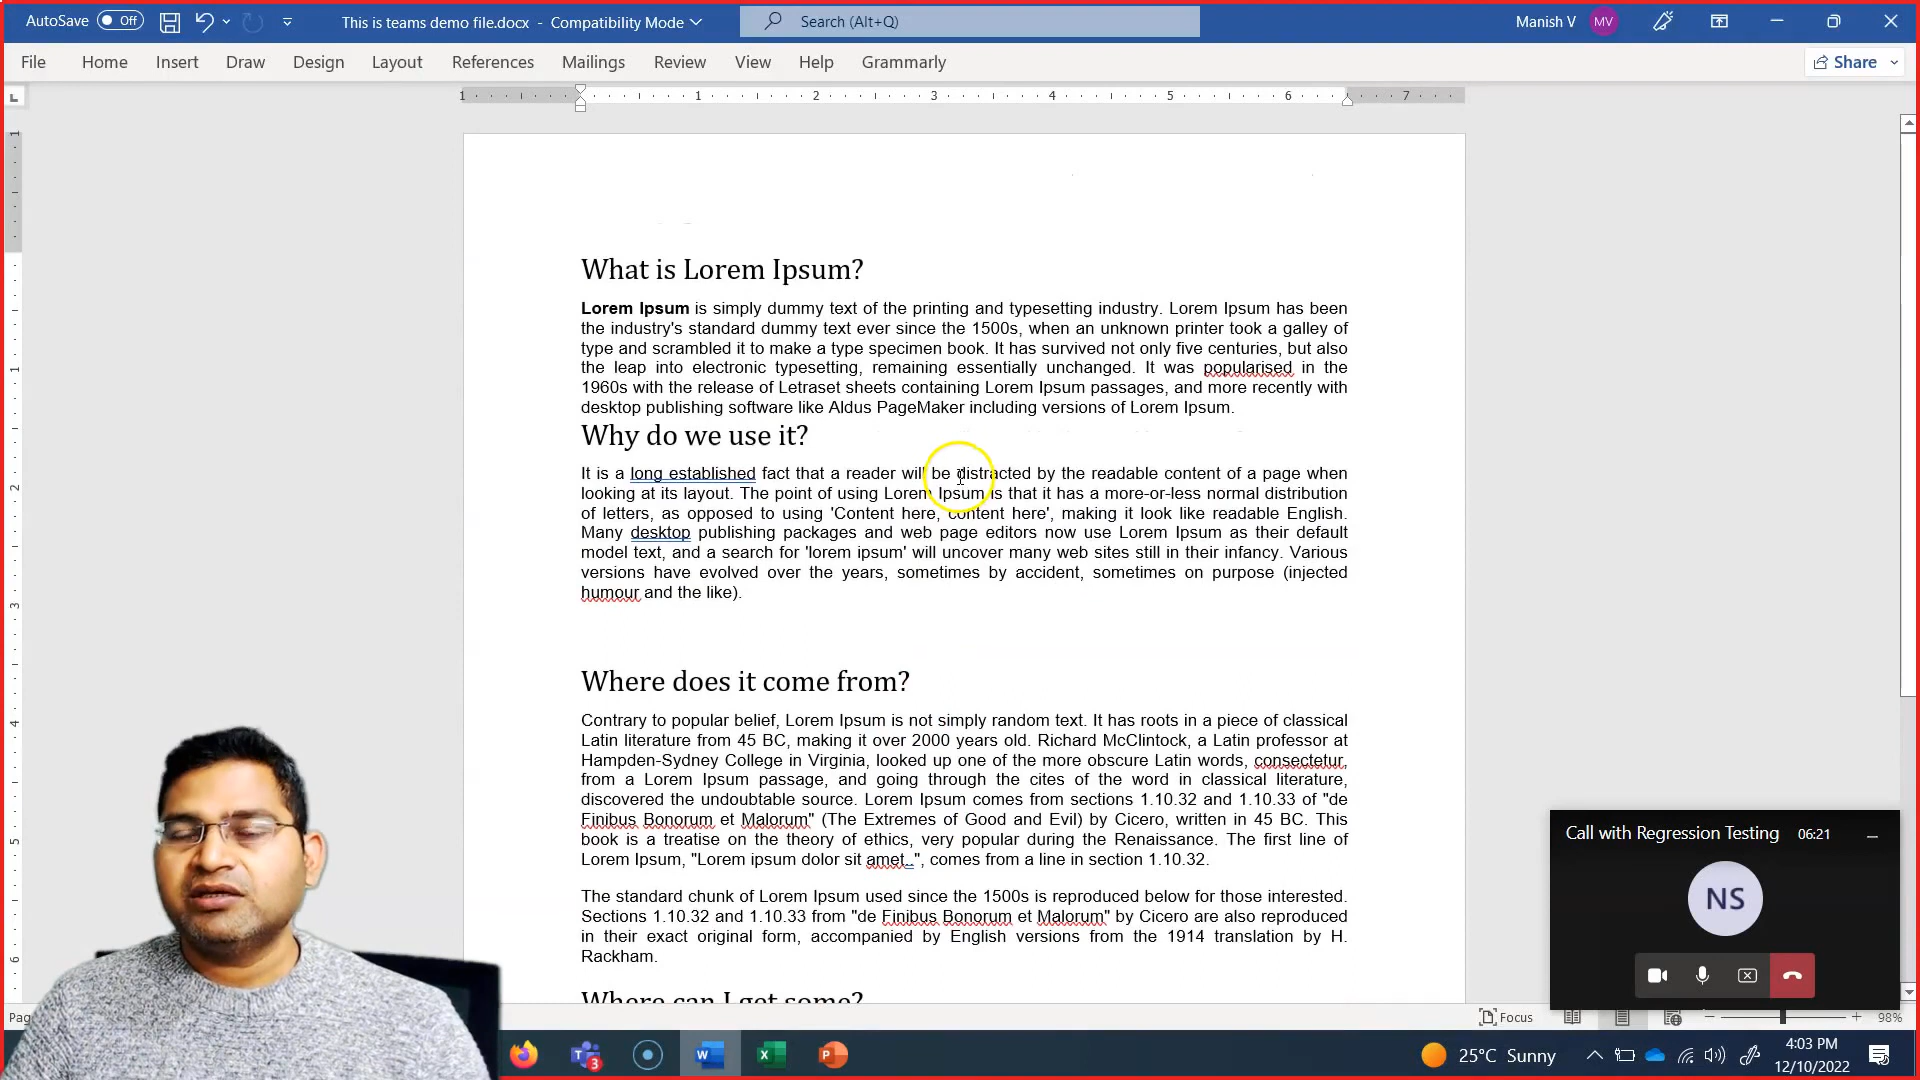 AutoSave Off This is teams demo file.docx - Compatibility Mode Search (Alt+Q) Manish V MV
File Home Insert Draw Design Layout References Mailings Review View Help Grammarly Share
1 1 2 3 4 5 6 7
What is Lorem Ipsum?
Lorem Ipsum is simply dummy text of the printing and typesetting industry. Lorem Ipsum has been
the industry's standard dummy text ever since the 1500s, when an unknown printer took a galley of
type and scrambled it to make a type specimen book. It has survived not only five centuries, but also
the leap into electronic typesetting, remaining essentially unchanged. It was popularised in the
1960s with the release of Letraset sheets containing Lorem Ipsum passages, and more recently with
desktop publishing software like Aldus PageMaker including versions of Lorem Ipsum.
Why do we use it?
It is a long established fact that a reader will be distracted by the readable content of a page when
looking at its layout. The point of using Lorem Ipsum is that it has a more-or-less normal distribution
of letters, as opposed to using 'Content here, content here', making it look like readable English.
Many desktop publishing packages and web page editors now use Lorem Ipsum as their default
model text, and a search for 'lorem ipsum' will uncover many web sites still in their infancy. Various
versions have evolved over the years, sometimes by accident, sometimes on purpose (injected
humour and the like).
Where does it come from?
Contrary to popular belief, Lorem Ipsum is not simply random text. It has roots in a piece of classical
Latin literature from 45 BC, making it over 2000 years old. Richard McClintock, a Latin professor at
Hampden-Sydney College in Virginia, looked up one of the more obscure Latin words, consectetur,
from a Lorem Ipsum passage, and going through the cites of the word in classical literature,
discovered the undoubtable source. Lorem Ipsum comes from sections 1.10.32 and 1.10.33 of "de
Finibus Bonorum et Malorum" (The Extremes of Good and Evil) by Cicero, written in 45 BC. This
book is a treatise on the theory of ethics, very popular during the Renaissance. The first line of
Lorem Ipsum, "Lorem ipsum dolor sit amet..", comes from a line in section 1.10.32.
The standard chunk of Lorem Ipsum used since the 1500s is reproduced below for those interested.
Sections 1.10.32 and 1.10.33 from "de Finibus Bonorum et Malorum" by Cicero are also reproduced
in their exact original form, accompanied by English versions from the 1914 translation by H.
Rackham.
Where can I get some?
Call with Regression Testing 06:21
NS
Focus 98%
3
25°C Sunny
4:03 PM
12/10/2022